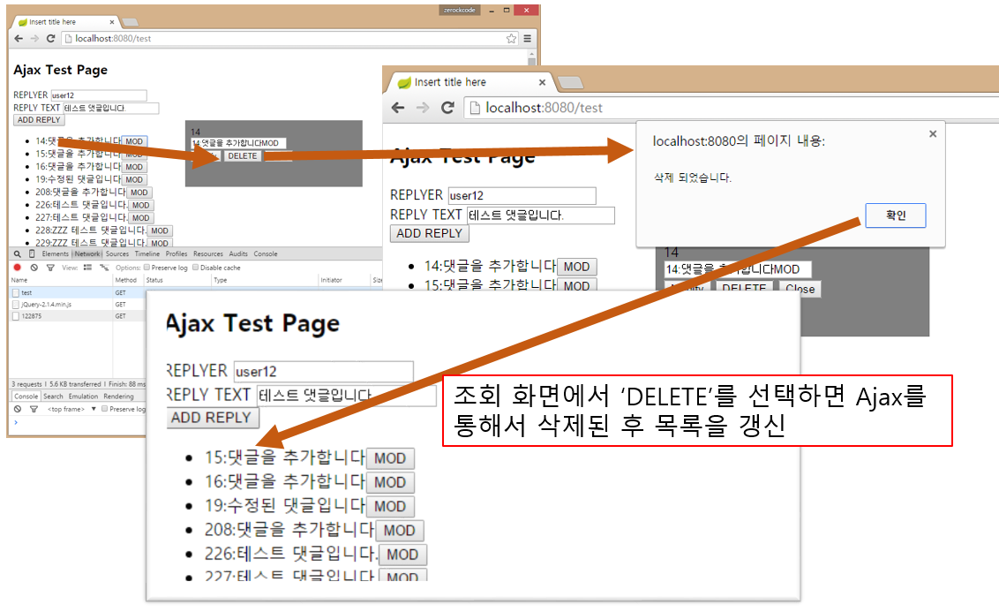 zerockcode
Insert title here
localhost:8080/test
Ajax Test Page
REPLYER user12
REPLY TEXT 테스트 댓글입니다.
ADD REPLY
14:댓글을 추가합니다 MOD
15:댓글을 추가합니다 MOD
16:댓글을 추가합니다 MOD
19:수정된 댓글입니다 MOD
208:댓글을 추가합니다 MOD
226:테스트 댓글입니다. MOD
227:테스트 댓글입니다. MOD
228:ZZZ 테스트 댓글입니다. MOD
229:ZZZ 테스트 댓글입니다. MOD
14
14:댓글을 추가합니다MOD
DELETE
Elements Network Sources Timeline Profiles Resources Audits Console
View: Options: Preserve log Disable cache
Name Method Status Type Initiator
test GET
jQuery-2.1.4.min.js GET
122875 GET
3 requests | 5.6 KB transferred | Finish: 88 ms
Console Search Emulation Rendering
<top frame> Preserve log
Insert title here
localhost:8080/test
Ajax Test Page
REPLYER user12
REPLY TEXT 테스트 댓글입니다.
ADD REPLY
14:댓글을 추가합니다 MOD
15:댓글을 추가합니다 MOD
localhost:8080의 페이지 내용:
삭제 되었습니다.
확인
14
14:댓글을 추가합니다MOD
DELETE Close
Ajax Test Page
REPLYER user12
REPLY TEXT 테스트 댓글입니다
ADD REPLY
15:댓글을 추가합니다 MOD
16:댓글을 추가합니다 MOD
19:수정된 댓글입니다 MOD
208:댓글을 추가합니다 MOD
226:테스트 댓글입니다. MOD
227:테스트 댓글입니다. MOD
조회 화면에서 ‘DELETE’를 선택하면 Ajax를
통해서 삭제된 후 목록을 갱신